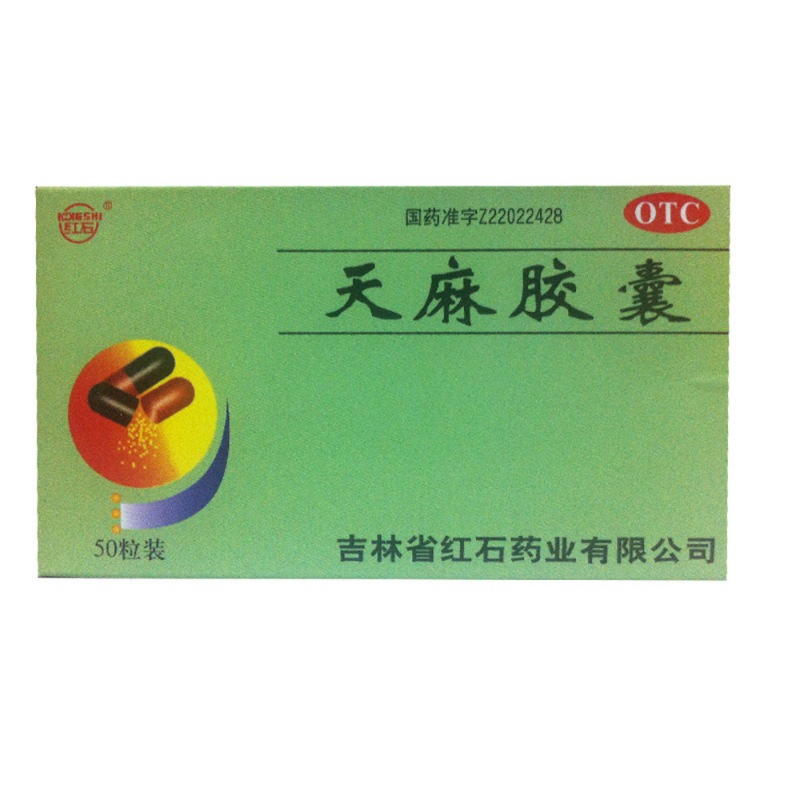 HONGSHI
红石
®
国药准字Z22022428
OTC
天麻胶囊
50粒装
吉林省红石药业有限公司